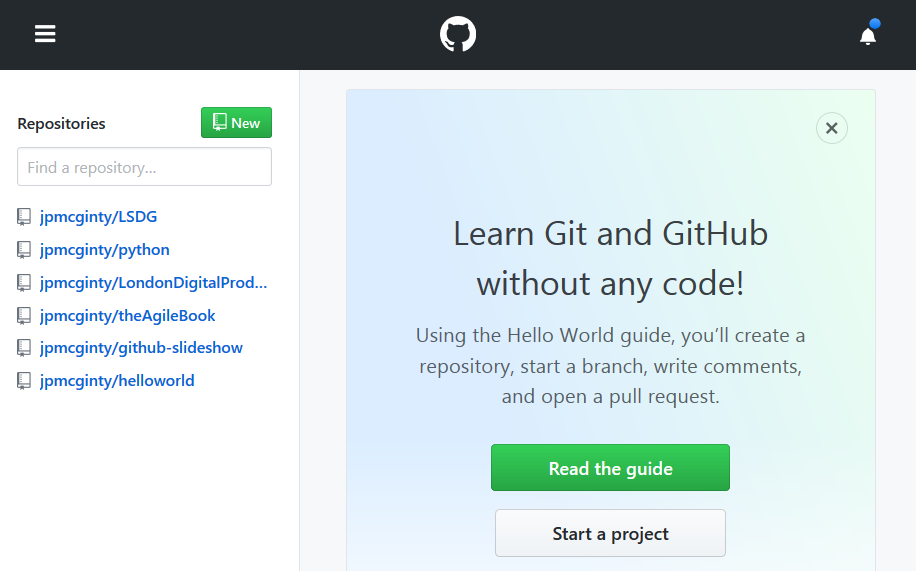 Repositories
New
Find a repository...
jpmcginty/LSDG
jpmcginty/python
jpmcginty/LondonDigitalProd...
jpmcginty/theAgileBook
jpmcginty/github-slideshow
jpmcginty/helloworld
Learn Git and GitHub
without any code!
Using the Hello World guide, you’ll create a
repository, start a branch, write comments,
and open a pull request.
Read the guide
Start a project